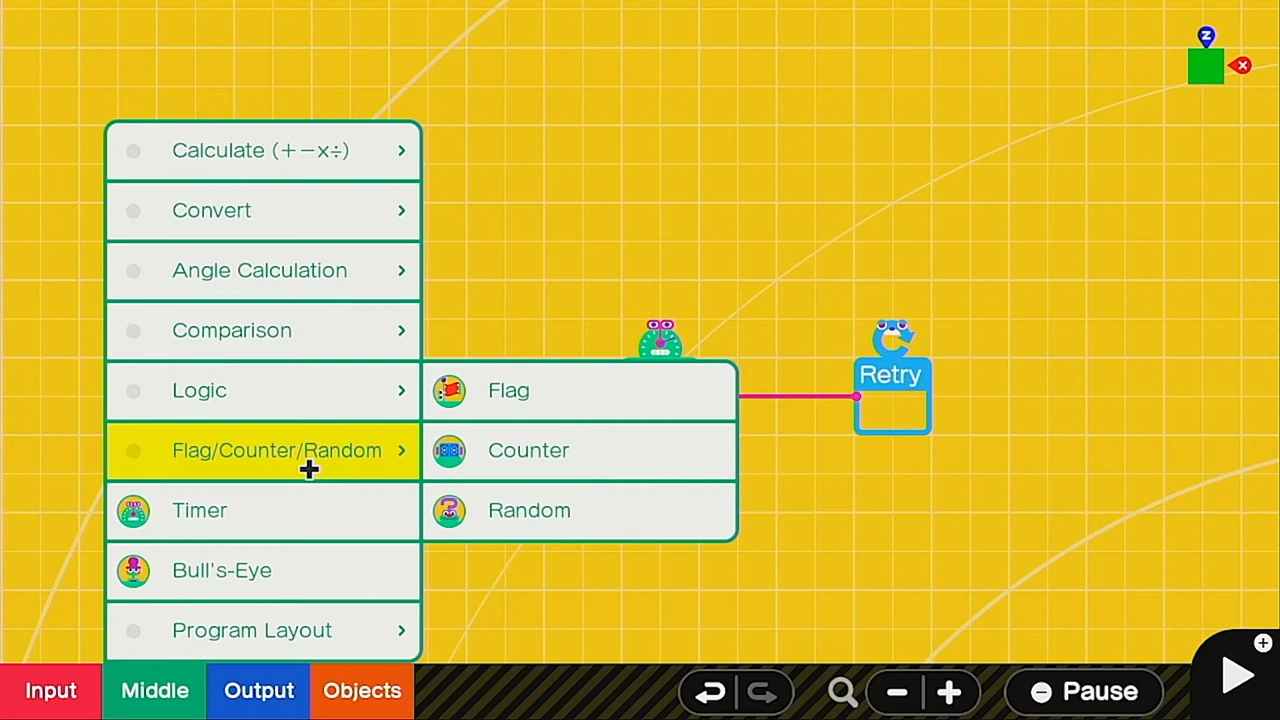 Z
X
Calculate (+−×÷)
Convert
Angle Calculation
Comparison
Logic
Flag/Counter/Random
Timer
Bull's-Eye
Program Layout
Flag
Counter
Random
Retry
Input
Middle
Output
Objects
Pause